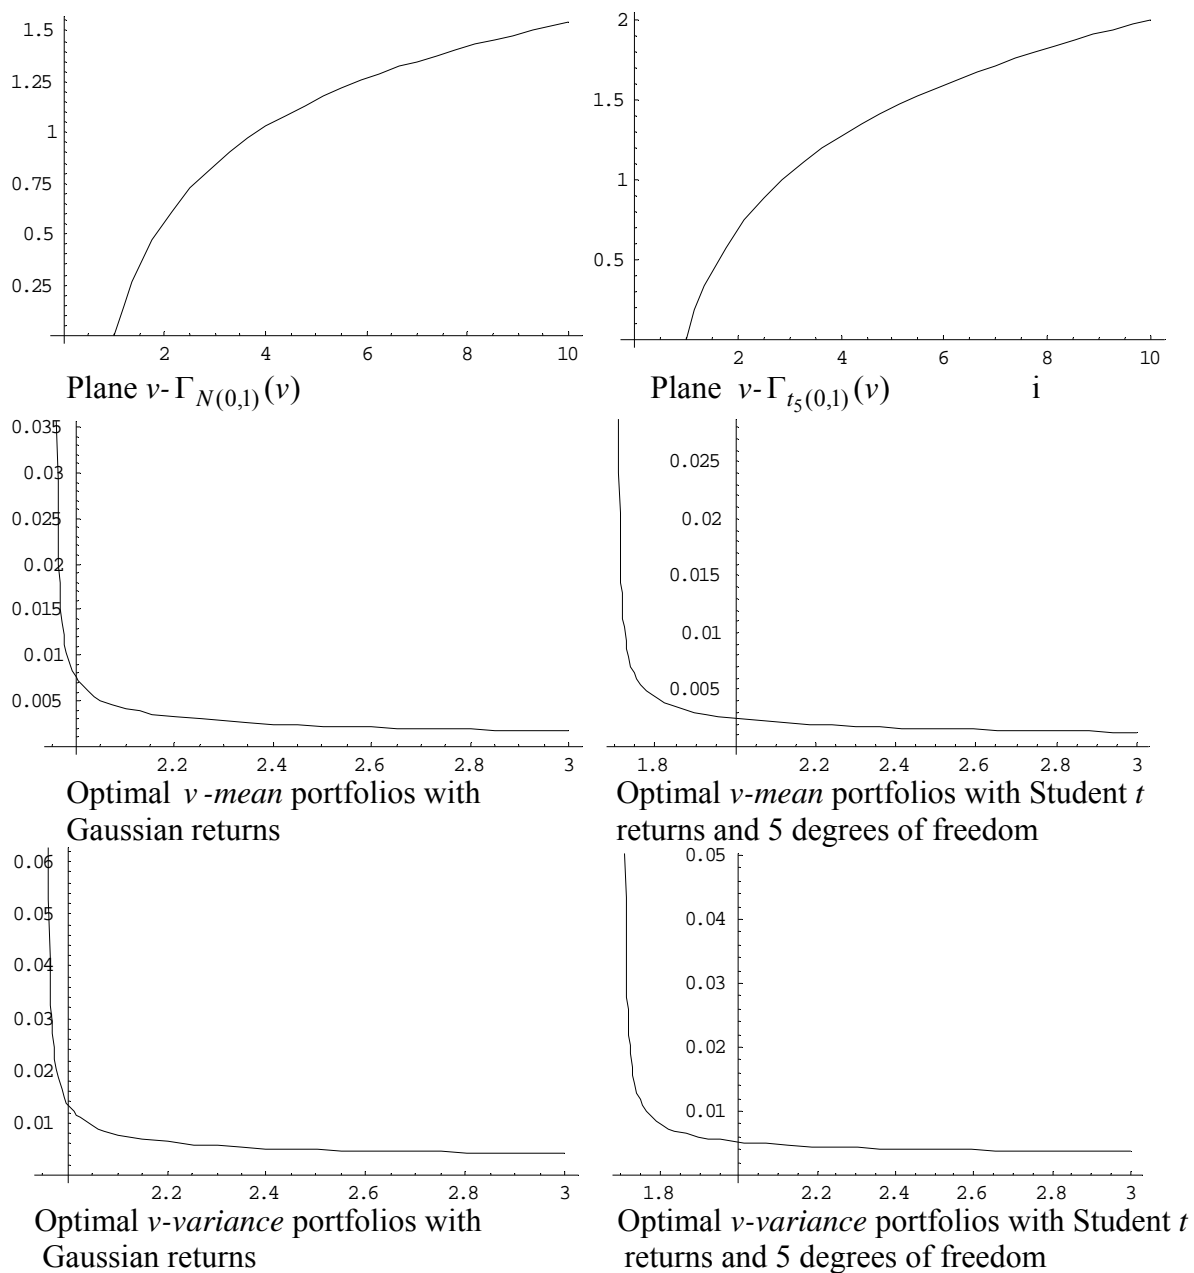 1.5
1.25
1
0.75
0.5
0.25
2 4 6 8 10
Plane v-Γ_{N(0,1)}(v)
2
1.5
1
0.5
2 4 6 8 10
Plane v-Γ_{t_5(0,1)}(v) i
0.035
0.03
0.025
0.02
0.015
0.01
0.005
2.2 2.4 2.6 2.8 3
Optimal v-mean portfolios with
Gaussian returns
0.025
0.02
0.015
0.01
0.005
1.8 2.2 2.4 2.6 2.8 3
Optimal v-mean portfolios with Student t
returns and 5 degrees of freedom
0.06
0.05
0.04
0.03
0.02
0.01
2.2 2.4 2.6 2.8 3
Optimal v-variance portfolios with
Gaussian returns
0.05
0.04
0.03
0.02
0.01
1.8 2.2 2.4 2.6 2.8 3
Optimal v-variance portfolios with Student t
returns and 5 degrees of freedom